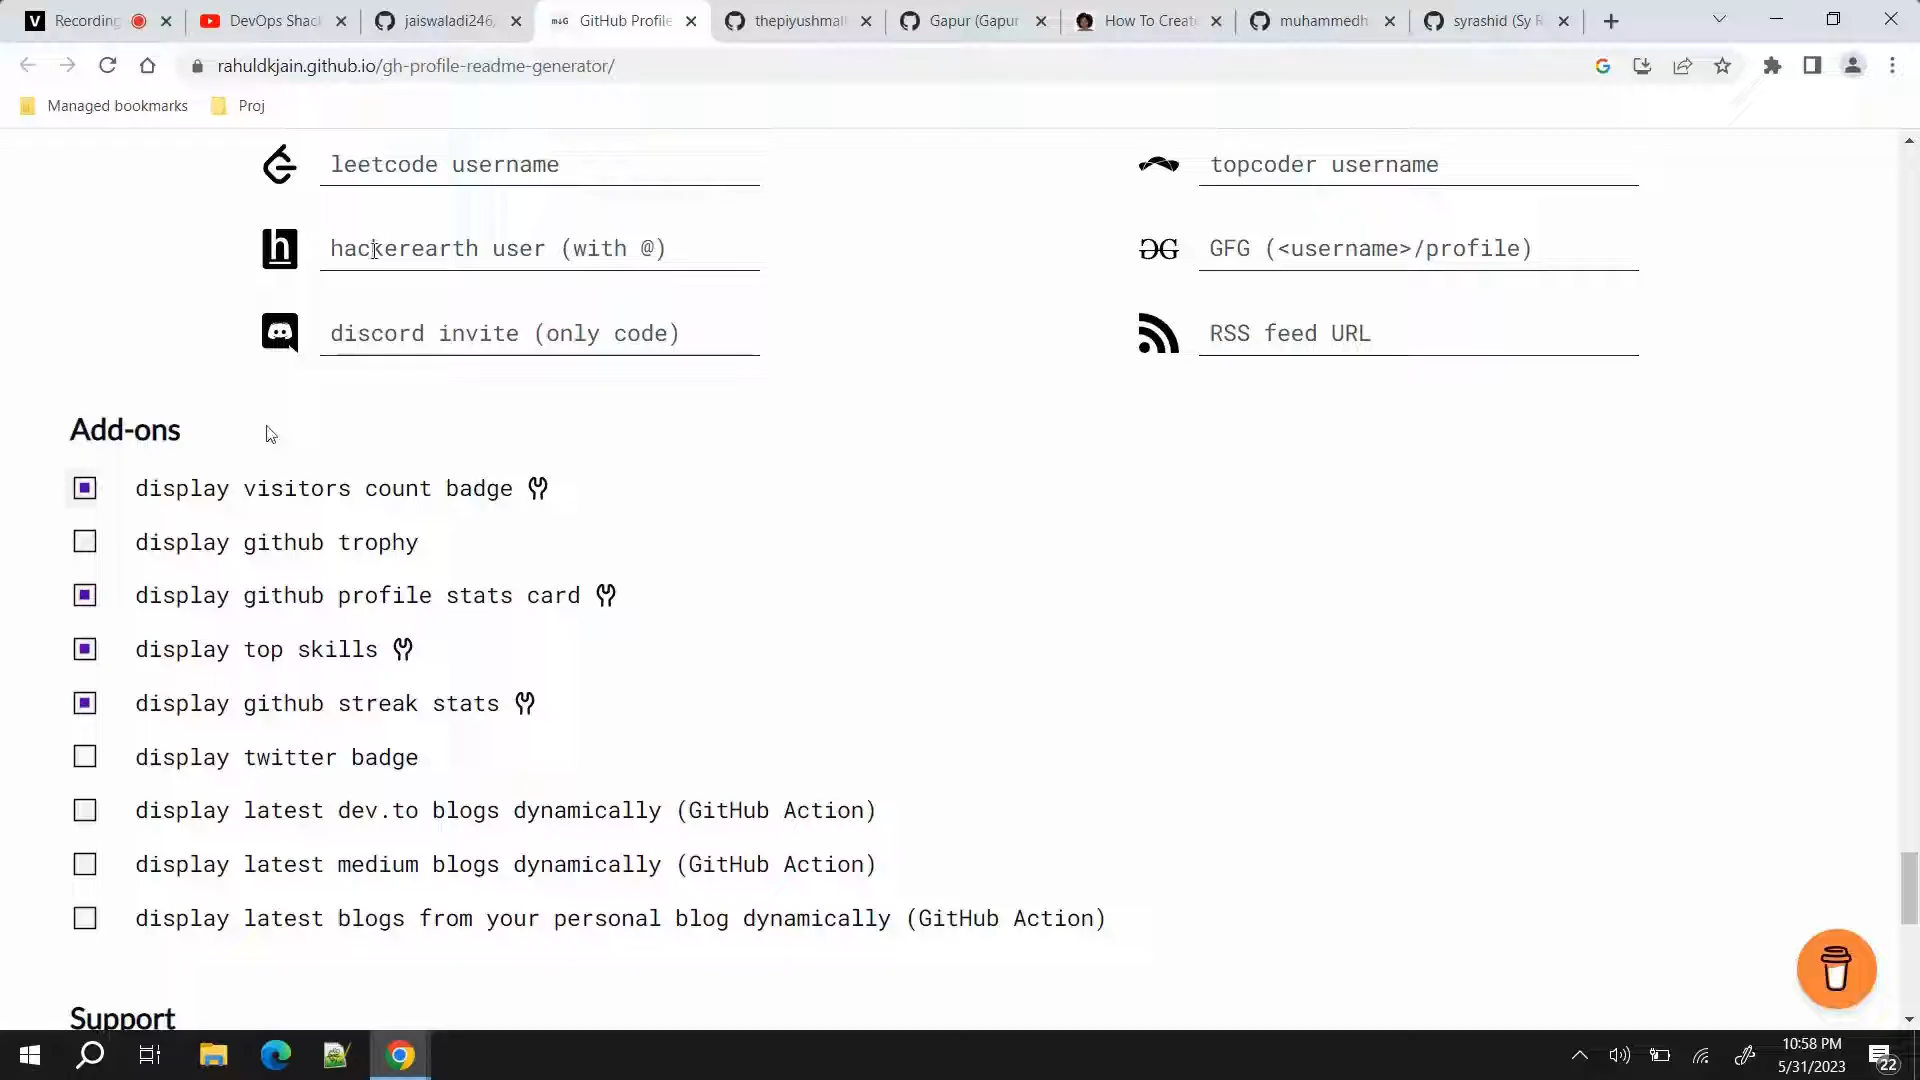 Recording
DevOps Shac
jaiswaladi246
GitHub Profile
thepiyushmal
Gapur (Gapur
How To Create
muhammedh
syrashid (Sy R
rahuldkjain.github.io/gh-profile-readme-generator/
Managed bookmarks
Proj
leetcode username
topcoder username
hackerearth user (with @)
GFG (<username>/profile)
discord invite (only code)
RSS feed URL
Add-ons
display visitors count badge
display github trophy
display github profile stats card
display top skills
display github streak stats
display twitter badge
display latest dev.to blogs dynamically (GitHub Action)
display latest medium blogs dynamically (GitHub Action)
display latest blogs from your personal blog dynamically (GitHub Action)
Support
10:58 PM
5/31/2023
22